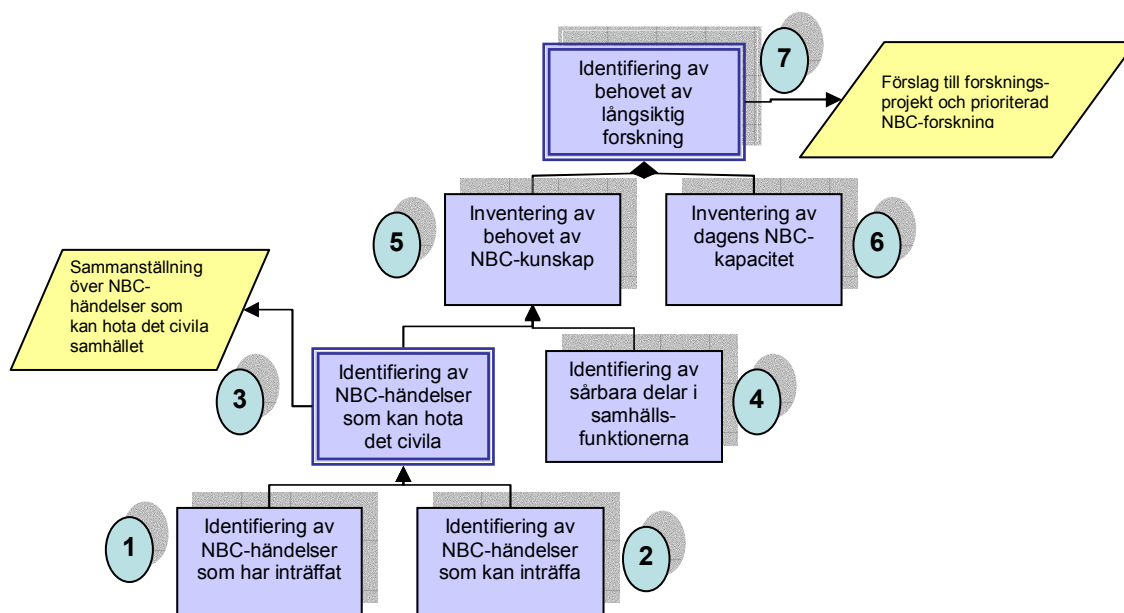 7
Identifiering av
behovet av
långsiktig
forskning
Förslag till forsknings-
projekt och prioriterad
NBC-forskning
5
Inventering av
behovet av
NBC-kunskap
Inventering av
dagens NBC-
kapacitet
6
Sammanställning
över NBC-
händelser som
kan hota det civila
samhället
3
Identifiering av
NBC-händelser
som kan hota
det civila
Identifiering av
sårbara delar i
samhälls-
funktionerna
4
1
Identifiering av
NBC-händelser
som har inträffat
Identifiering av
NBC-händelser
som kan inträffa
2